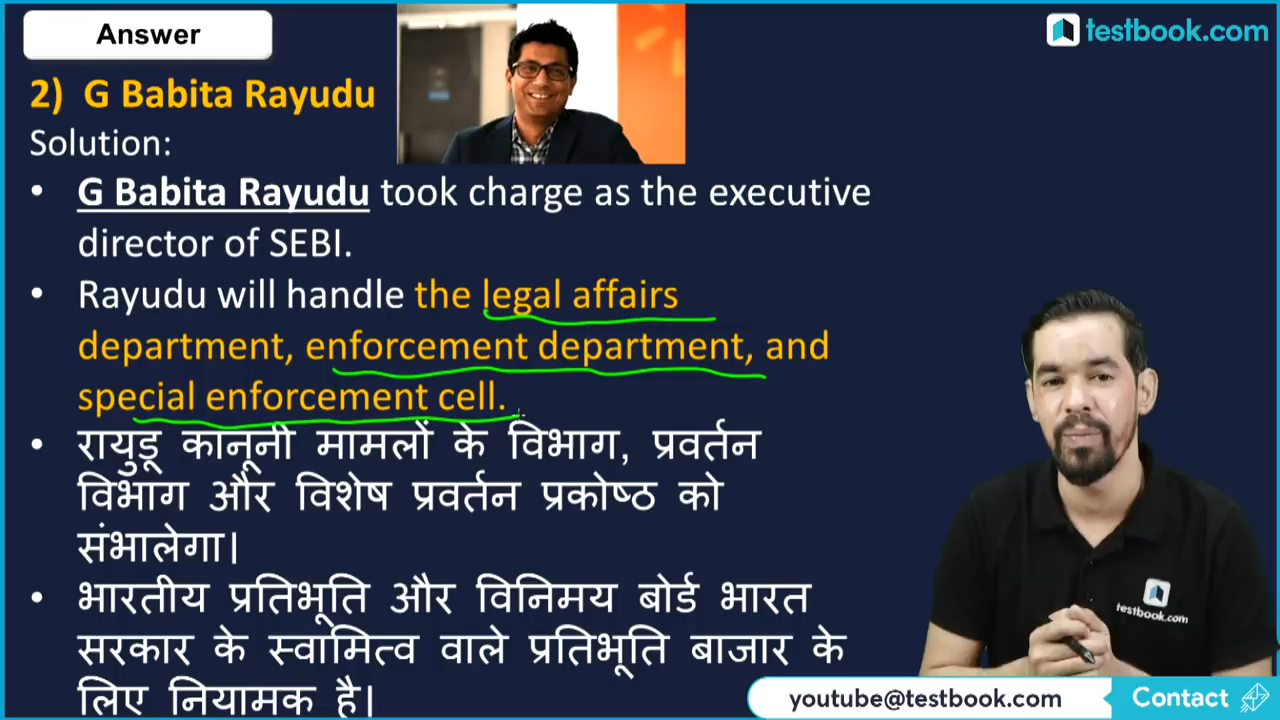 Answer
testbook.com
2) G Babita Rayudu
Solution:
• G Babita Rayudu took charge as the executive
director of SEBI.
• Rayudu will handle the legal affairs
department, enforcement department, and
special enforcement cell.
• रायुडू कानूनी मामलों के विभाग, प्रवर्तन
विभाग और विशेष प्रवर्तन प्रकोष्ठ को
संभालेगा।
• भारतीय प्रतिभूति और विनिमय बोर्ड भारत
सरकार के स्वामित्व वाले प्रतिभूति बाजार के
लिए नियामक है।
testbook.com
youtube@testbook.com
Contact